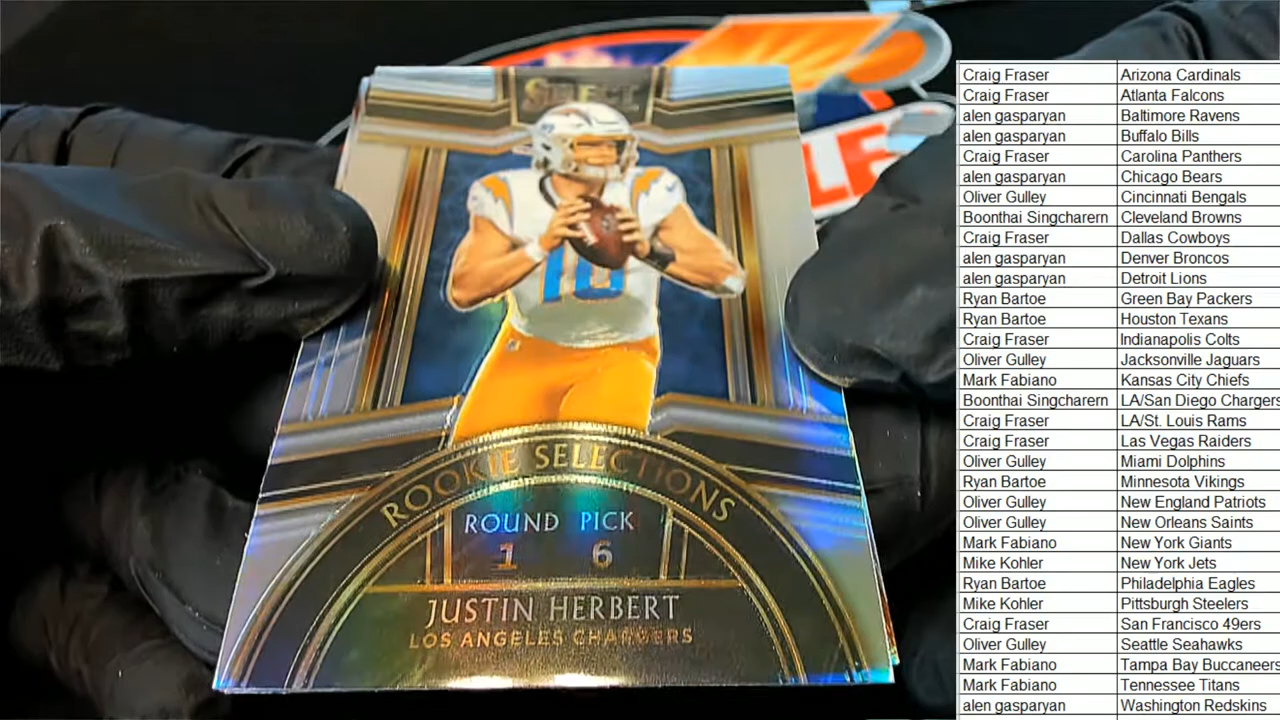 SELECT
LE
10
ROOKIE SELECTIONS
ROUND PICK
1 6
JUSTIN HERBERT
LOS ANGELES CHARGERS
Craig Fraser Arizona Cardinals
Craig Fraser Atlanta Falcons
alen gasparyan Baltimore Ravens
alen gasparyan Buffalo Bills
Craig Fraser Carolina Panthers
alen gasparyan Chicago Bears
Oliver Gulley Cincinnati Bengals
Boonthai Singcharern Cleveland Browns
Craig Fraser Dallas Cowboys
alen gasparyan Denver Broncos
alen gasparyan Detroit Lions
Ryan Bartoe Green Bay Packers
Ryan Bartoe Houston Texans
Craig Fraser Indianapolis Colts
Oliver Gulley Jacksonville Jaguars
Mark Fabiano Kansas City Chiefs
Boonthai Singcharern LA/San Diego Chargers
Craig Fraser LA/St. Louis Rams
Craig Fraser Las Vegas Raiders
Oliver Gulley Miami Dolphins
Ryan Bartoe Minnesota Vikings
Oliver Gulley New England Patriots
Oliver Gulley New Orleans Saints
Mark Fabiano New York Giants
Mike Kohler New York Jets
Ryan Bartoe Philadelphia Eagles
Mike Kohler Pittsburgh Steelers
Craig Fraser San Francisco 49ers
Oliver Gulley Seattle Seahawks
Mark Fabiano Tampa Bay Buccaneers
Mark Fabiano Tennessee Titans
alen gasparyan Washington Redskins